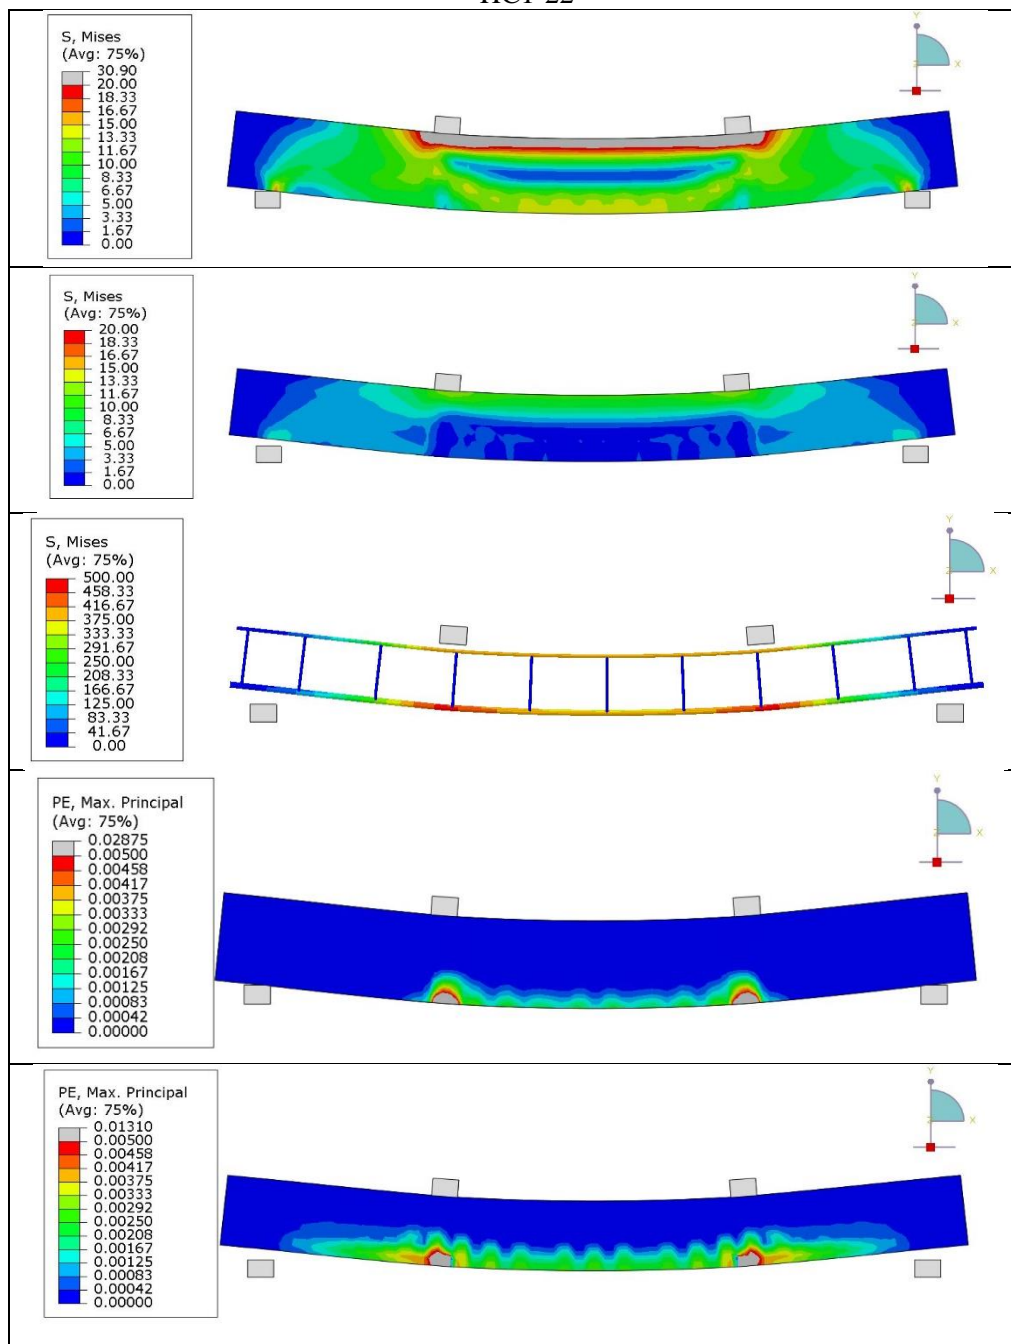 S, Mises
(Avg: 75%)
30.90
20.00
18.33
16.67
15.00
13.33
11.67
10.00
8.33
6.67
5.00
3.33
1.67
0.00
Y
Z
X
S, Mises
(Avg: 75%)
20.00
18.33
16.67
15.00
13.33
11.67
10.00
8.33
6.67
5.00
3.33
1.67
0.00
Y
Z
X
S, Mises
(Avg: 75%)
500.00
458.33
416.67
375.00
333.33
291.67
250.00
208.33
166.67
125.00
83.33
41.67
0.00
Y
Z
X
PE, Max. Principal
(Avg: 75%)
0.02875
0.00500
0.00458
0.00417
0.00375
0.00333
0.00292
0.00250
0.00208
0.00167
0.00125
0.00083
0.00042
0.00000
Y
Z
X
PE, Max. Principal
(Avg: 75%)
0.01310
0.00500
0.00458
0.00417
0.00375
0.00333
0.00292
0.00250
0.00208
0.00167
0.00125
0.00083
0.00042
0.00000
Y
Z
X